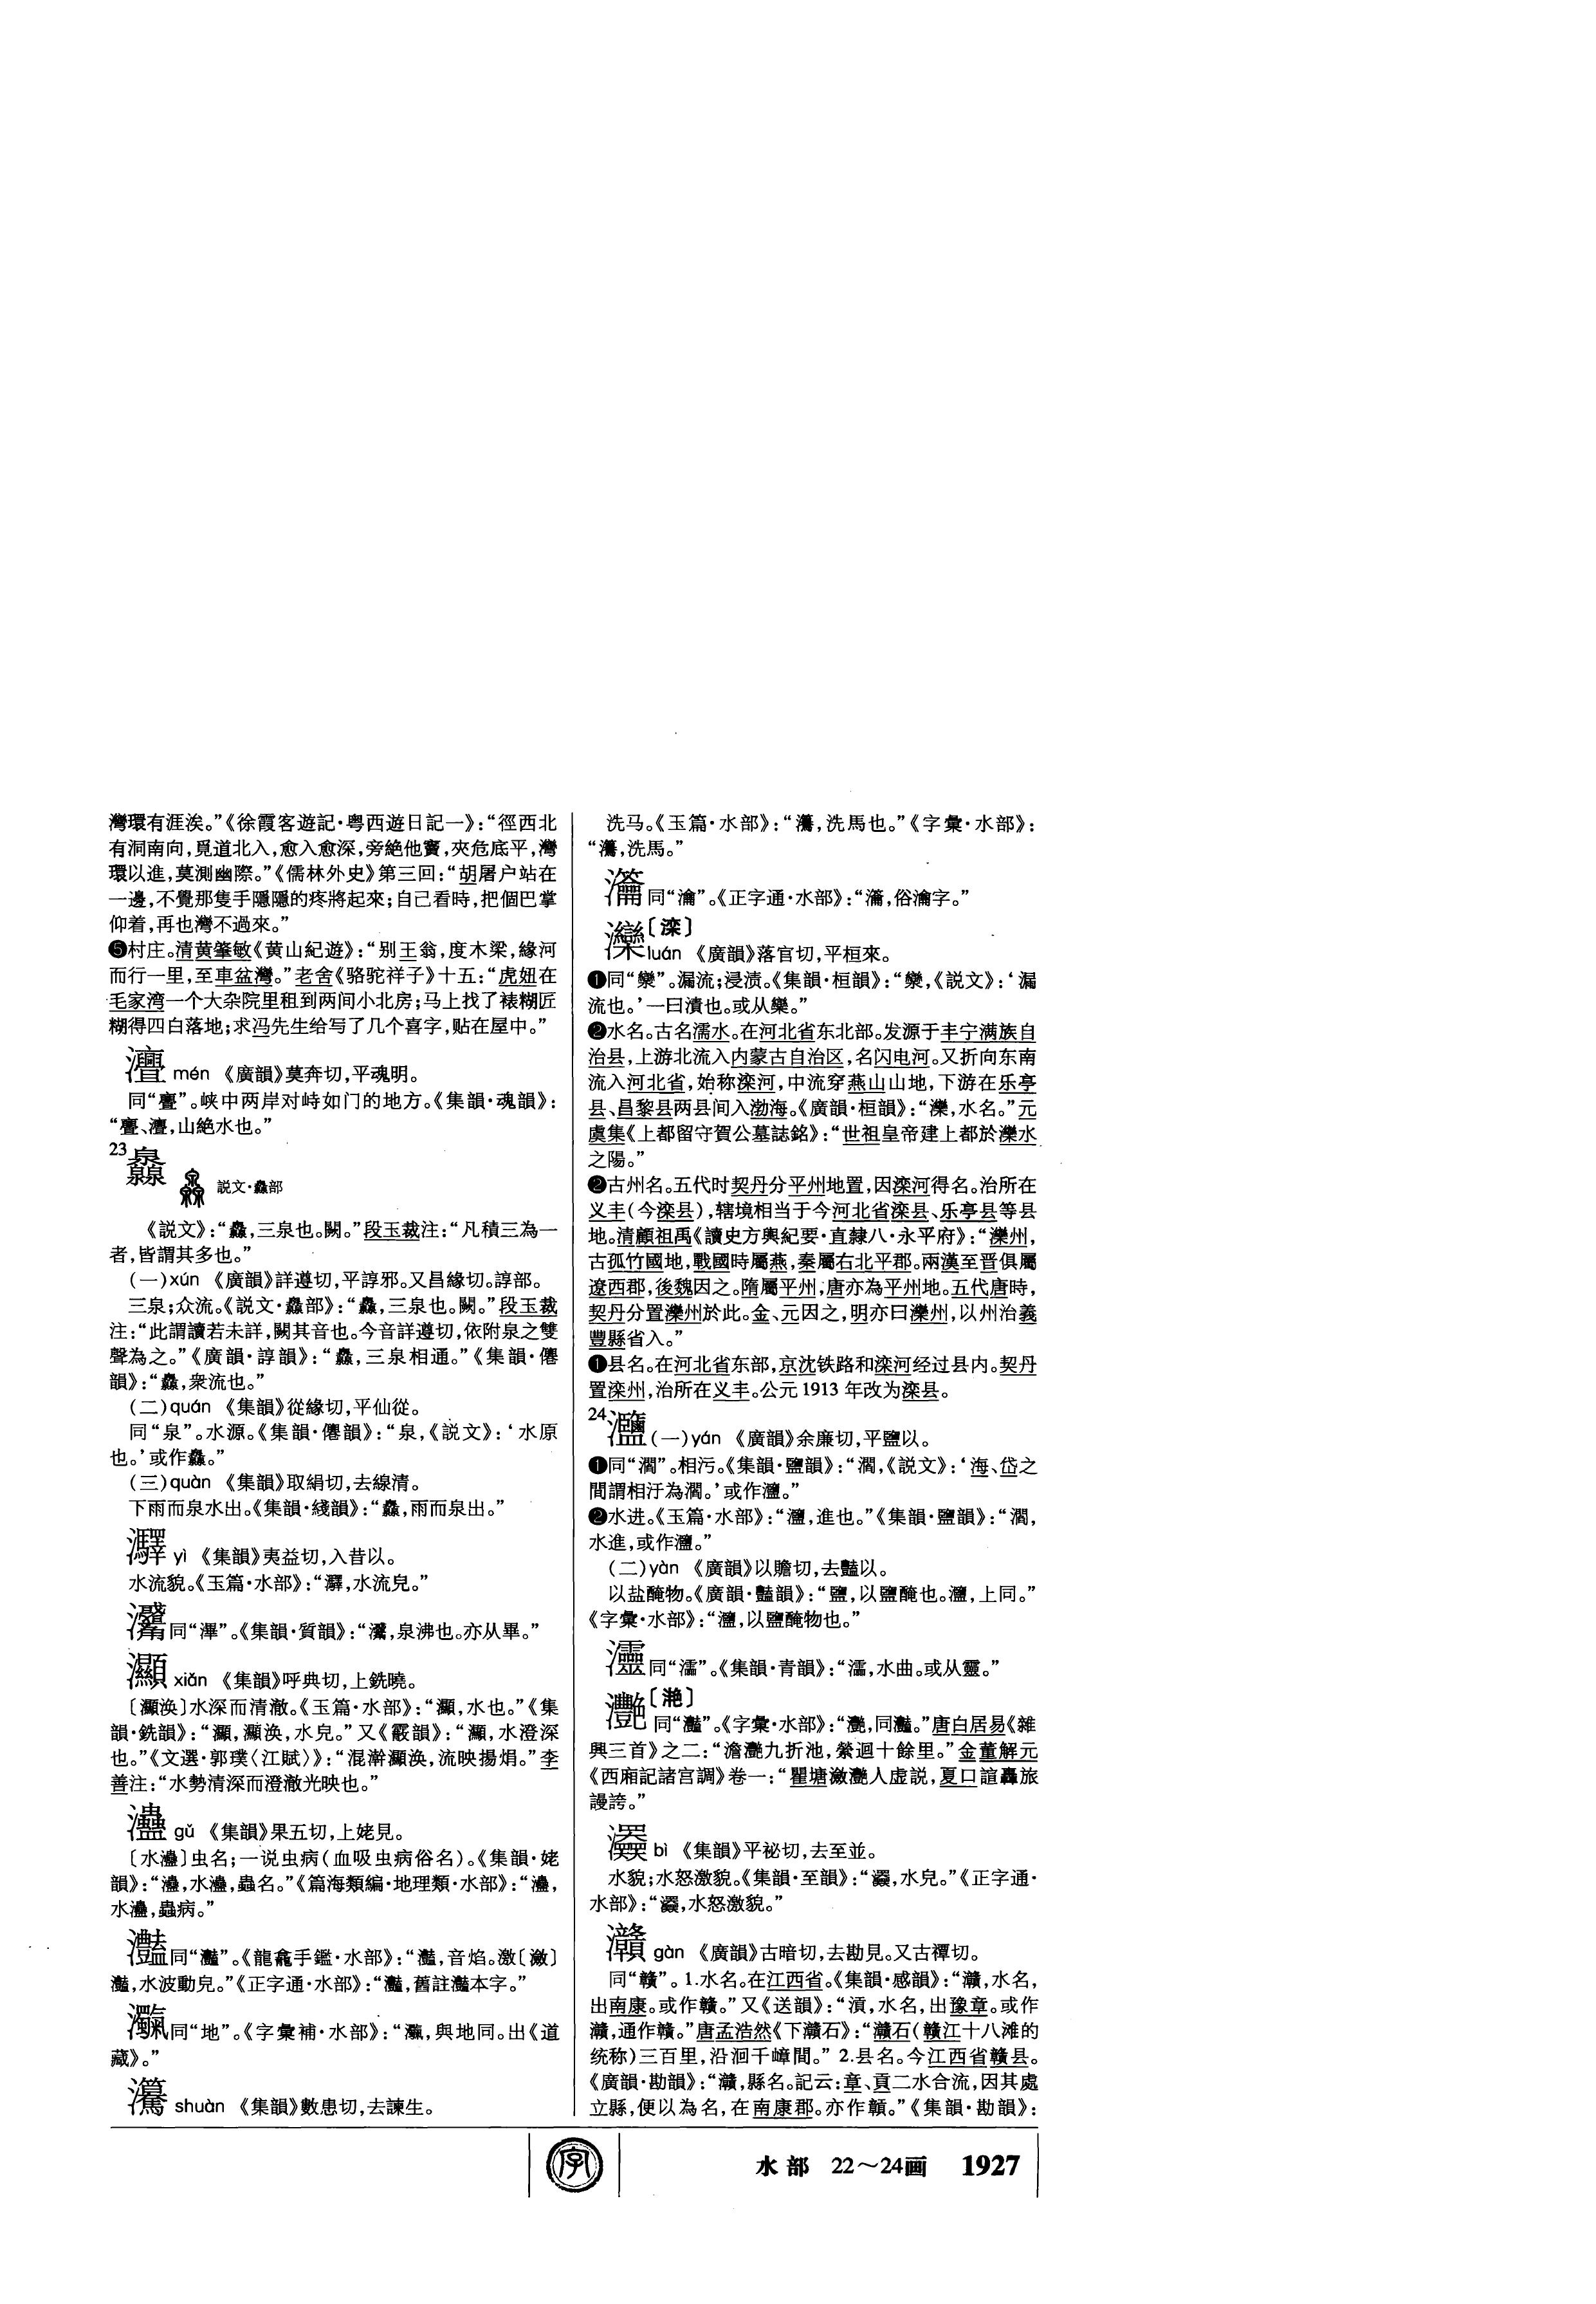 灣環有涯涘。”《徐霞客遊記·粤西遊日記一》：“徑西北
有洞南向，覓道北入，愈入愈深，旁絶他竇，夾危底平，灣
環以進，莫測幽際。”《儒林外史》第三回：“胡屠户站在
一邊，不覺那隻手隱隱的疼將起來；自己看時，把個巴掌
仰着，再也灣不過來。”
❺村庄。清黄肇敏《黄山紀遊》：“别王翁，度木梁，緣河
而行一里，至車盆灣。”老舍《骆驼祥子》十五：“虎妞在
毛家湾一个大杂院里租到两间小北房；马上找了裱糊匠
糊得四白落地；求冯先生给写了几个喜字，贴在屋中。”
mén 《廣韻》莫奔切，平魂明。
同“亹”。峡中两岸对峙如门的地方。《集韻·魂韻》：
“亹、，山絶水也。”
23 灥
説文·灥部
《説文》：“灥，三泉也。闕。”段玉裁注：“凡積三為一
者，皆謂其多也。”
（一）xún 《廣韻》詳遵切，平諄邪。又昌緣切。諄部。
三泉；众流。《説文·灥部》：“灥，三泉也。闕。”段玉裁
注：“此謂讀若未詳，闕其音也。今音詳遵切，依附泉之雙
聲為之。”《廣韻·諄韻》：“灥，三泉相通。”《集韻·僊
韻》：“灥，衆流也。”
（二）quán 《集韻》從緣切，平仙從。
同“泉”。水源。《集韻·僊韻》：“泉，《説文》：‘水原
也。’或作灥。”
（三）quàn 《集韻》取絹切，去線清。
下雨而泉水出。《集韻·綫韻》：“灥，雨而泉出。”
yì 《集韻》夷益切，入昔以。
水流貌。《玉篇·水部》：“，水流皃。”
同“滭”。《集韻·質韻》：“，泉沸也。亦从畢。”
灦 xiǎn 《集韻》呼典切，上銑曉。
〔灦涣〕水深而清澈。《玉篇·水部》：“灦，水也。”《集
韻·銑韻》：“灦，灦涣，水皃。”又《霰韻》：“灦，水澄深
也。”《文選·郭璞〈江賦〉》：“混澣灦涣，流映揚焆。”李
善注：“水勢清深而澄澈光映也。”
gǔ 《集韻》果五切，上姥見。
〔水〕虫名；一说虫病（血吸虫病俗名）。《集韻·姥
韻》：“，水，蟲名。”《篇海類編·地理類·水部》：“，
水，蟲病。”
同“灩”。《龍龕手鑑·水部》：“，音焰。激〔瀲〕
，水波動皃。”《正字通·水部》：“，舊註灩本字。”
同“地”。《字彙補·水部》：“，與地同。出《道
藏》。”
shuàn 《集韻》數患切，去諫生。
洗马。《玉篇·水部》：“，洗馬也。”《字彙·水部》：
“，洗馬。”
同“瀹”。《正字通·水部》：“，俗瀹字。”
灤〔滦〕
luán 《廣韻》落官切，平桓來。
❶同“㶕”。漏流；浸渍。《集韻·桓韻》：“㶕，《説文》：‘漏
流也。’一曰漬也。或从欒。”
❷水名。古名濡水。在河北省东北部。发源于丰宁满族自
治县，上游北流入内蒙古自治区，名闪电河。又折向东南
流入河北省，始称滦河，中流穿燕山山地，下游在乐亭
县、昌黎县两县间入渤海。《廣韻·桓韻》：“灤，水名。”元
虞集《上都留守賀公墓誌銘》：“世祖皇帝建上都於灤水
之陽。”
❷古州名。五代时契丹分平州地置，因滦河得名。治所在
义丰（今滦县），辖境相当于今河北省滦县、乐亭县等县
地。清顧祖禹《讀史方輿紀要·直隸八·永平府》：“灤州，
古孤竹國地，戰國時屬燕，秦屬右北平郡。兩漢至晋俱屬
遼西郡，後魏因之。隋屬平州，唐亦為平州地。五代唐時，
契丹分置灤州於此。金、元因之，明亦曰灤州，以州治義
豐縣省入。”
❶县名。在河北省东部，京沈铁路和滦河经过县内。契丹
置滦州，治所在义丰。公元 1913 年改为滦县。
24 灪（一）yán 《廣韻》余廉切，平鹽以。
❶同“濶”。相污。《集韻·鹽韻》：“，《説文》：‘海、岱之
間謂相汙為。’或作。”
❷水进。《玉篇·水部》：“，進也。”《集韻·鹽韻》：“，
水進，或作。”
（二）yàn 《廣韻》以贍切，去豔以。
以盐醃物。《廣韻·豔韻》：“鹽，以鹽醃也。，上同。”
《字彙·水部》：“，以鹽醃物也。”
同“澪”。《集韻·青韻》：“，水曲。或从靈。”
灧〔滟〕
同“灩”。《字彙·水部》：“灧，同灩。”唐白居易《雜
興三首》之二：“澹灧九折池，縈迴十餘里。”金董解元
《西廂記諸宫調》卷一：“瞿塘瀲灧人虚説，夏口諠轟旅
謾誇。”
bì 《集韻》平祕切，去至並。
水貌；水怒激貌。《集韻·至韻》：“，水皃。”《正字通·
水部》：“，水怒激貌。”
灨 gàn 《廣韻》古暗切，去勘見。又古禫切。
同“赣”。1.水名。在江西省。《集韻·感韻》：“灨，水名，
出南康。或作贛。”又《送韻》：“湏，水名，出豫章。或作
灨，通作贛。”唐孟浩然《下灨石》：“灨石（赣江十八滩的
统称）三百里，沿洄千嶂間。” 2.县名。今江西省赣县。
《廣韻·勘韻》：“灨，縣名。記云：章、貢二水合流，因其處
立縣，便以為名，在南康郡。亦作贛。”《集韻·勘韻》：
字
水部 22～24画 1927